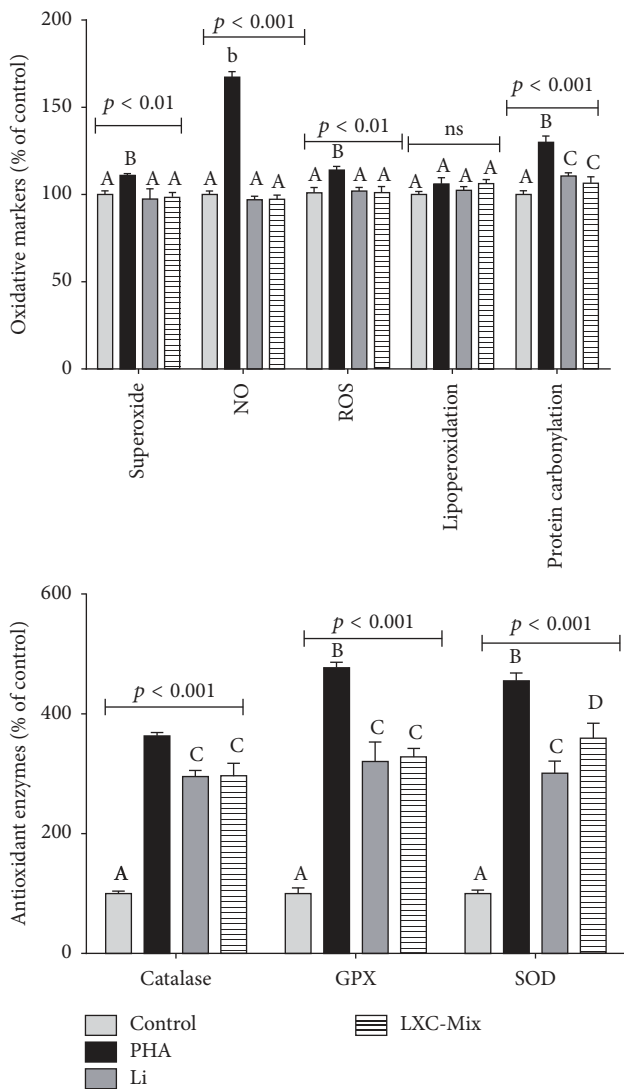 Oxidative markers (% of control)
200
150
100
50
0
p < 0.01
A B A A
p < 0.001
A b A A
p < 0.01
A B A A
ns
A A A A
p < 0.001
A B C C
Superoxide
NO
ROS
Lipoperoxidation
Protein carbonylation
Antioxidant enzymes (% of control)
600
400
200
0
p < 0.001
A C C
p < 0.001
A B C C
p < 0.001
A B C D
Catalase GPX SOD
Control
PHA
Li
LXC-Mix